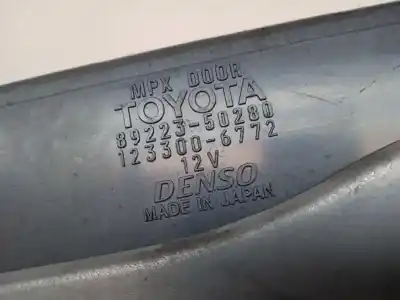 MPX DOOR
TOYOTA
89223-50280
123300-6772
12V
DENSO
MADE IN JAPAN